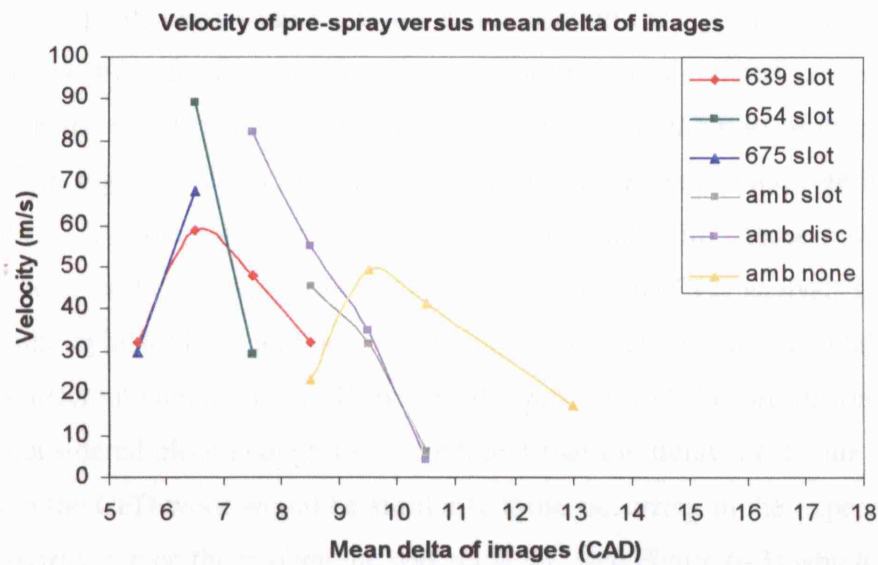 Velocity of pre-spray versus mean delta of images
100
90
80
70
60
50
40
30
20
10
0
Velocity (m/s)
5 6 7 8 9 10 11 12 13 14 15 16 17 18
Mean delta of images (CAD)
639 slot
654 slot
675 slot
amb slot
amb disc
amb none